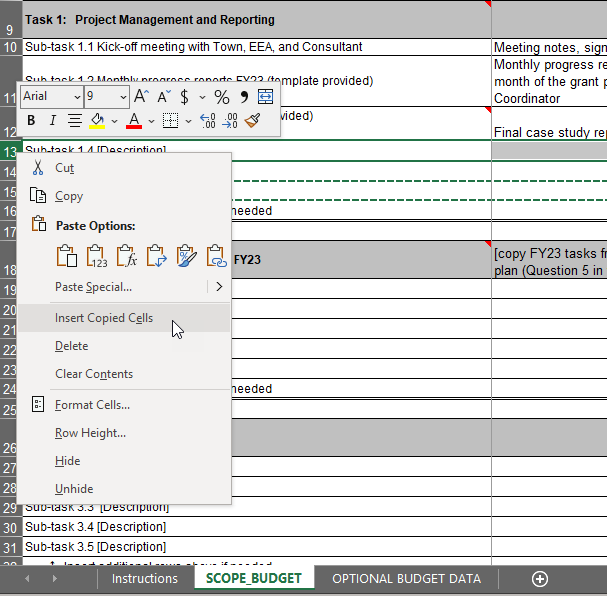 9 Task 1: Project Management and Reporting
10 Sub-task 1.1 Kick-off meeting with Town, EEA, and Consultant Meeting notes, sign
Monthly progress re
Sub-task 1.2 Monthly progress reports FY23 (template provided) month of the grant p
11 Coordinator
Arial 9 A A $ % 9
vided)
B I A .00 .0
12 Final case study rep
13 Sub-task 1.4 [Description]
Cut
14
Copy
15
16 needed
Paste Options:
17
123 fx
[copy FY23 tasks fr
18 FY23 plan (Question 5 in
Paste Special...
19
20
Insert Copied Cells
21
Delete
22
Clear Contents
23
24 needed
Format Cells...
25
Row Height...
26
Hide
27
Unhide
28
29 Sub-task 3.3 [Description]
30 Sub-task 3.4 [Description]
31 Sub-task 3.5 [Description]
Insert additional rows above if needed
Instructions SCOPE_BUDGET OPTIONAL BUDGET DATA